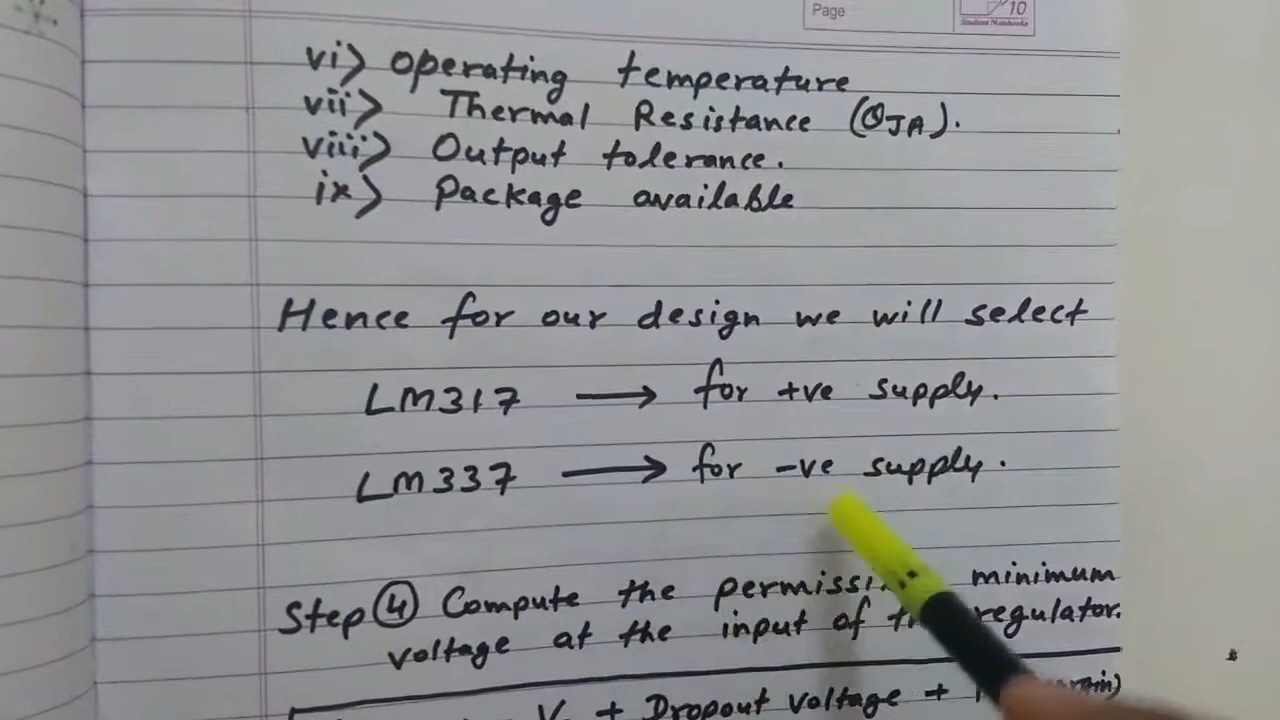 Page
10
Student Notebooks
vi> operating temperature
vii> Thermal Resistance (θJA).
viii> Output tolerance.
ix> Package available
Hence for our design we will select
LM317 → for +ve supply.
LM337 → for -ve supply.
Step ④ Compute the minimum
voltage at the input of regulator.
+ Dropout voltage +